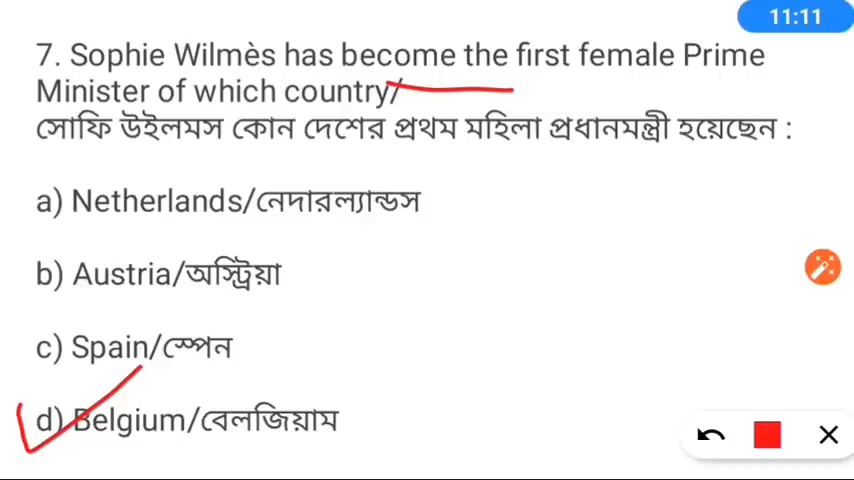 11:11
7. Sophie Wilmès has become the first female Prime
Minister of which country/
সোফি উইলমস কোন দেশের প্রথম মহিলা প্রধানমন্ত্রী হয়েছেন :
a) Netherlands/নেদারল্যান্ডস
b) Austria/অস্ট্রিয়া
c) Spain/স্পেন
d) Belgium/বেলজিয়াম